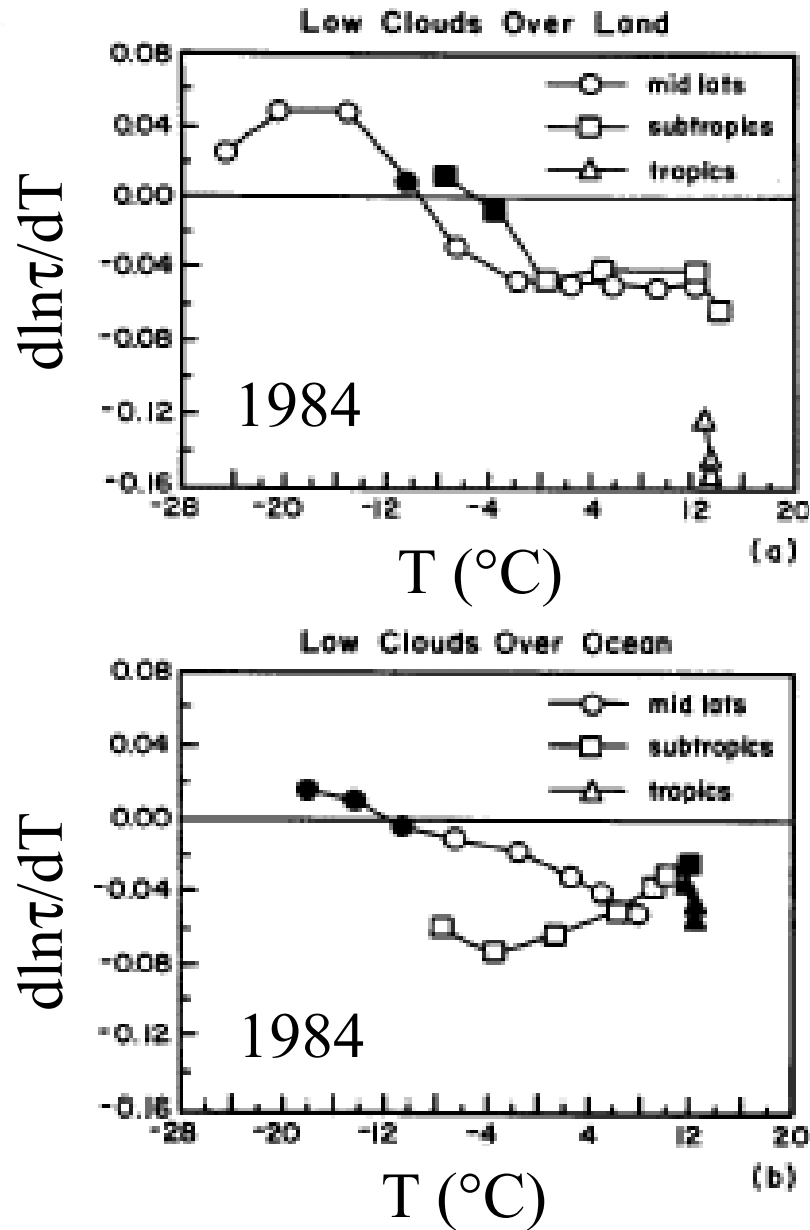 Low Clouds Over Land
0.08
mid lats
0.04
subtropics
tropics
0.00
-0.04
dlnτ/dT
-0.08
-0.12
1984
-0.16
-28 -20 -12 -4 4 12 20
(a)
T (°C)
Low Clouds Over Ocean
0.08
mid lats
0.04
subtropics
tropics
0.00
-0.04
dlnτ/dT
-0.08
-0.12
1984
-0.16
-28 -20 -12 -4 4 12 20
(b)
T (°C)